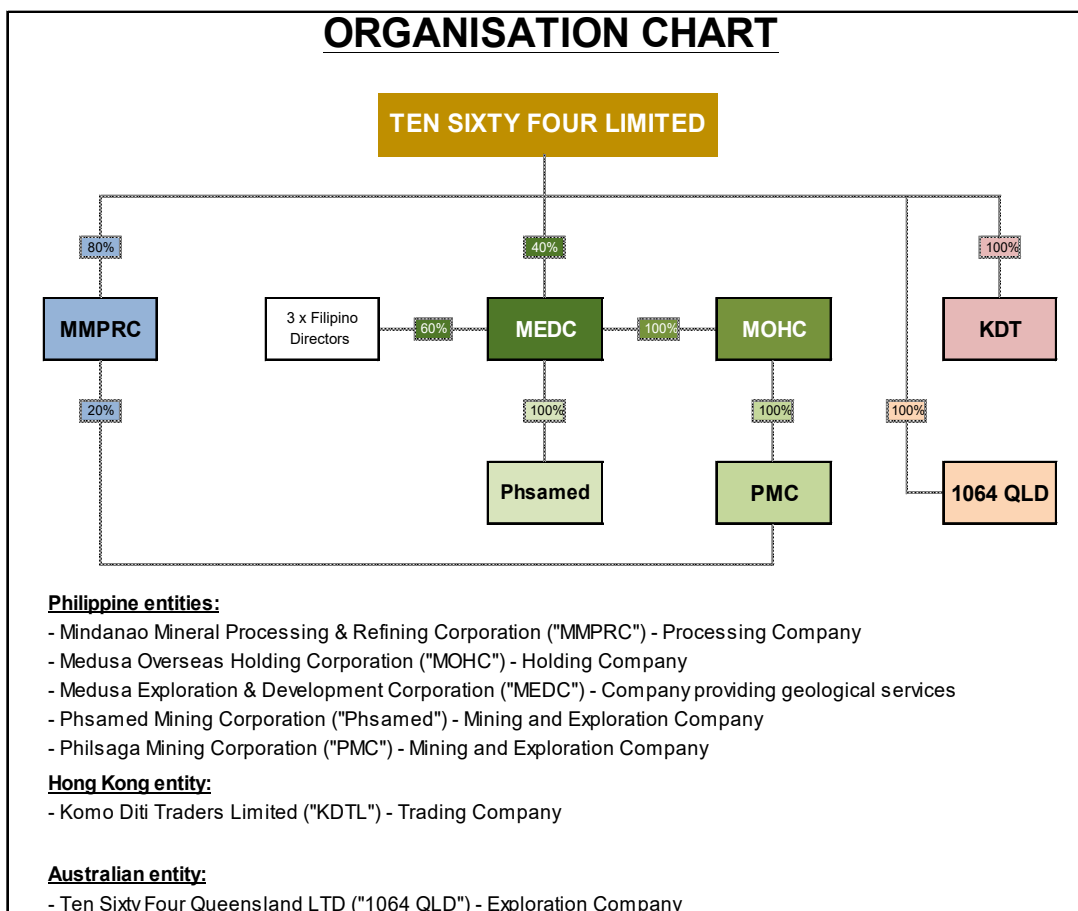 ORGANISATION CHART
TEN SIXTY FOUR LIMITED
80%
40%
100%
MMPRC
3 x Filipino
Directors
60%
MEDC
100%
MOHC
KDT
20%
100%
100%
100%
Phsamed
PMC
1064 QLD
Philippine entities:
- Mindanao Mineral Processing & Refining Corporation ("MMPRC") - Processing Company
- Medusa Overseas Holding Corporation ("MOHC") - Holding Company
- Medusa Exploration & Development Corporation ("MEDC") - Company providing geological services
- Phsamed Mining Corporation ("Phsamed") - Mining and Exploration Company
- Philsaga Mining Corporation ("PMC") - Mining and Exploration Company
Hong Kong entity:
- Komo Diti Traders Limited ("KDTL") - Trading Company
Australian entity:
- Ten Sixty Four Queensland LTD ("1064 QLD") - Exploration Company